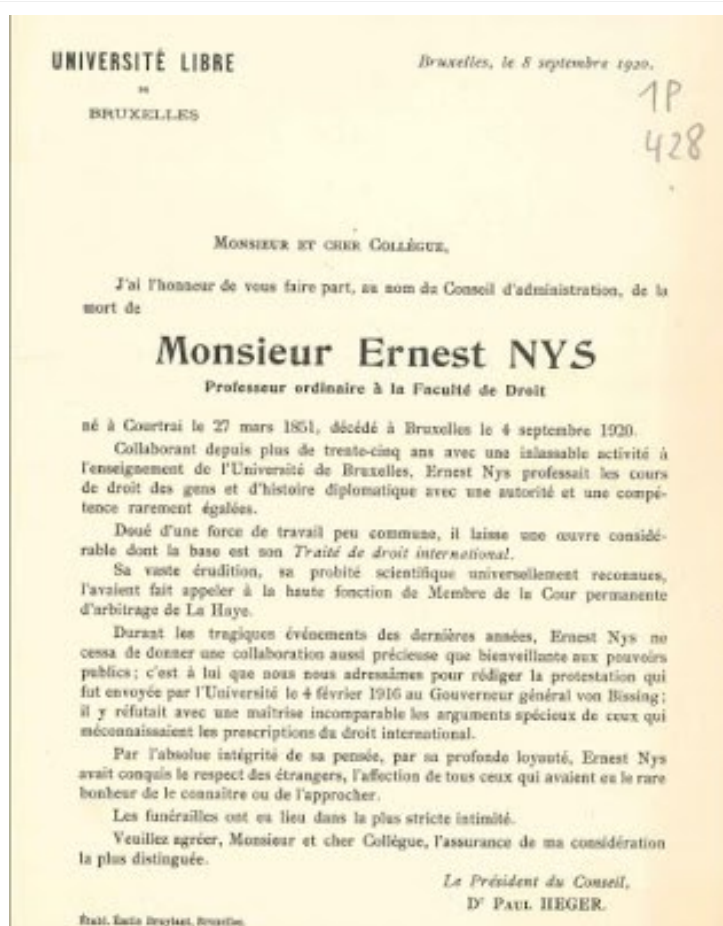 UNIVERSITÉ LIBRE
DE
BRUXELLES
Bruxelles, le 8 septembre 1920.
1P
428
MONSIEUR ET CHER COLLÈGUE,
J'ai l'honneur de vous faire part, au nom du Conseil d'administration, de la
mort de
Monsieur Ernest NYS
Professeur ordinaire à la Faculté de Droit
né à Courtrai le 27 mars 1851, décédé à Bruxelles le 4 septembre 1920.
Collaborant depuis plus de trente-cinq ans avec une inlassable activité à
l'enseignement de l'Université de Bruxelles, Ernest Nys professait les cours
de droit des gens et d'histoire diplomatique avec une autorité et une compé-
tence rarement égalées.
Doué d'une force de travail peu commune, il laisse une œuvre considé-
rable dont la base est son Traité de droit international.
Sa vaste érudition, sa probité scientifique universellement reconnues,
l'avaient fait appeler à la haute fonction de Membre de la Cour permanente
d'arbitrage de La Haye.
Durant les tragiques événements des dernières années, Ernest Nys ne
cessa de donner une collaboration aussi précieuse que bienveillante aux pouvoirs
publics; c'est à lui que nous nous adressâmes pour rédiger la protestation qui
fut envoyée par l'Université le 4 février 1916 au Gouverneur général von Bissing;
il y réfutait avec une maîtrise incomparable les arguments spécieux de ceux qui
méconnaissaient les prescriptions du droit international.
Par l'absolue intégrité de sa pensée, par sa profonde loyauté, Ernest Nys
avait conquis le respect des étrangers, l'affection de tous ceux qui avaient eu le rare
bonheur de le connaître ou de l'approcher.
Les funérailles ont eu lieu dans la plus stricte intimité.
Veuillez agréer, Monsieur et cher Collègue, l'assurance de ma considération
la plus distinguée.
Le Président du Conseil,
Dr PAUL HEGER.
Établ. Émile Bruylant, Bruxelles.